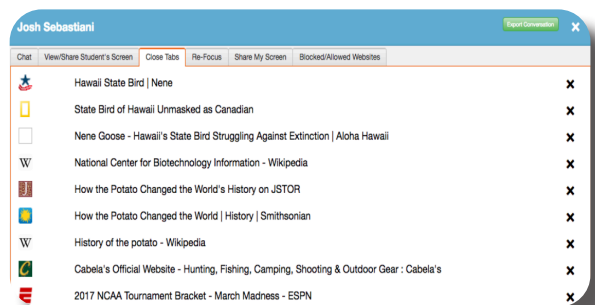 Josh Sebastiani
Export Conversation
Chat View/Share Student's Screen Close Tabs Re-Focus Share My Screen Blocked/Allowed Websites
Hawaii State Bird | Nene
State Bird of Hawaii Unmasked as Canadian
Nene Goose - Hawaii's State Bird Struggling Against Extinction | Aloha Hawaii
W National Center for Biotechnology Information - Wikipedia
How the Potato Changed the World's History on JSTOR
How the Potato Changed the World | History | Smithsonian
W History of the potato - Wikipedia
C Cabela's Official Website - Hunting, Fishing, Camping, Shooting & Outdoor Gear : Cabela's
2017 NCAA Tournament Bracket - March Madness - ESPN